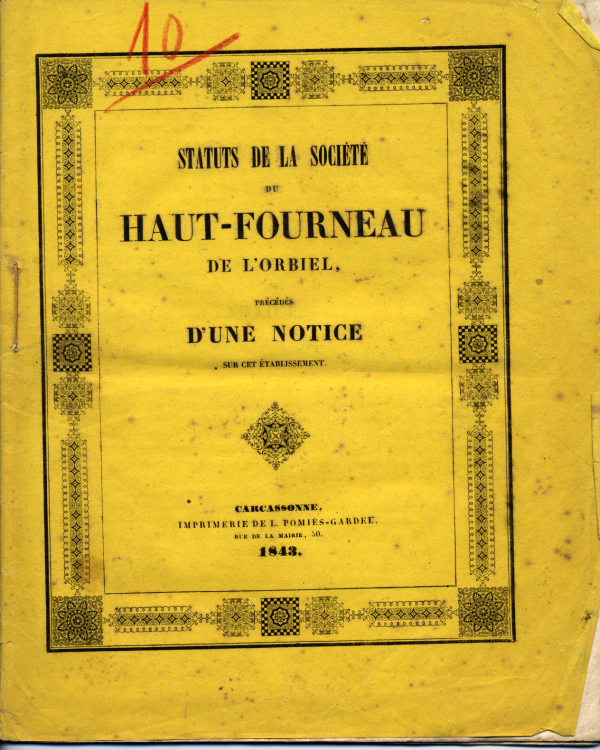 10
STATUTS DE LA SOCIÉTÉ
DU
HAUT-FOURNEAU
DE L'ORBIEL,
PRÉCÉDÉS
D'UNE NOTICE
SUR CET ÉTABLISSEMENT.
CARCASSONNE,
IMPRIMERIE DE L. POMIÉS-GARDEL,
RUE DE LA MAIRIE, 50.
1843.